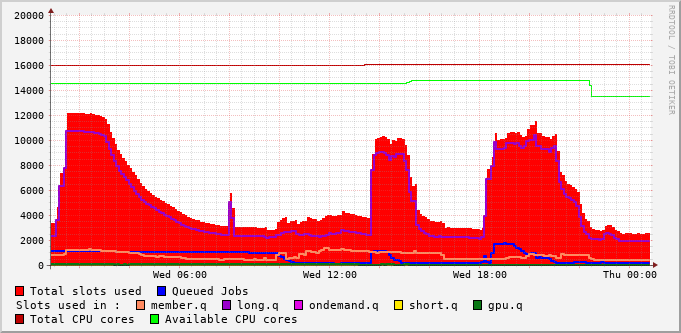 20000
18000
16000
14000
12000
10000
8000
6000
4000
2000
0
Wed 06:00 Wed 12:00 Wed 18:00 Thu 00:00
Total slots used Queued Jobs
Slots used in : member.q long.q ondemand.q short.q gpu.q
Total CPU cores Available CPU cores
RRDTOOL / TOBI OETIKER